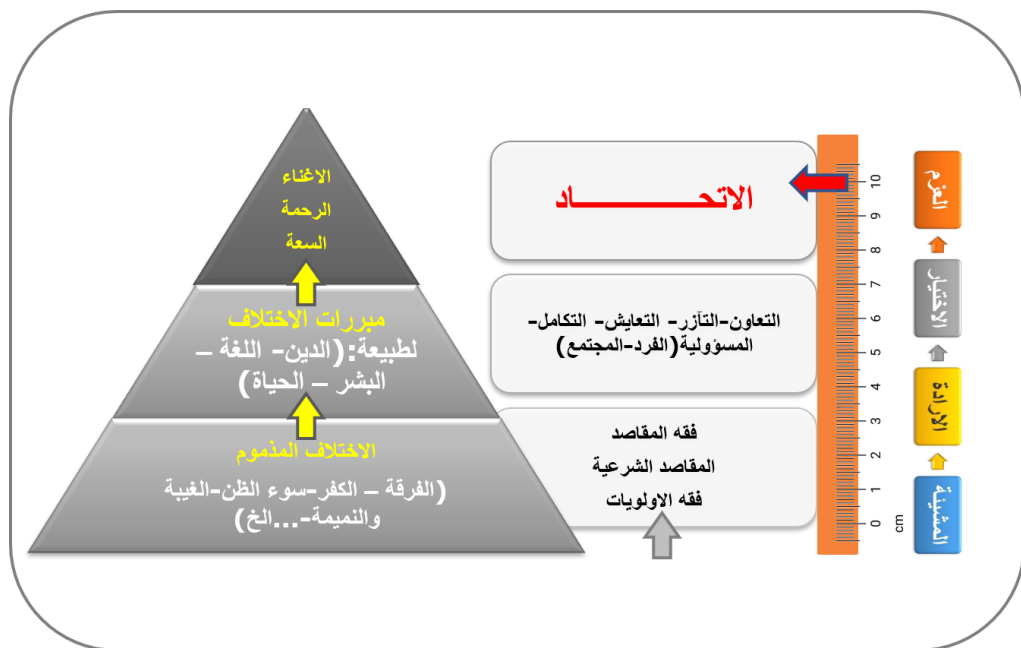 الاغناء
الرحمة
السعة
مبررات الاختلاف
لطبيعة:(الدين- اللغة –
البشر – الحياة)
الاختلاف المذموم
(الفرقة – الكفر-سوء الظن-الغيبة
والنميمة-...الخ)
الاتحـــــــــــــاد
التعاون-التآزر- التعايش- التكامل-
المسؤولية(الفرد-المجتمع)
فقه المقاصد
المقاصد الشرعية
فقه الاولويات
10
9
8
7
6
5
4
3
2
1
0
cm
العزم
الاختيار
الارادة
المشيئة